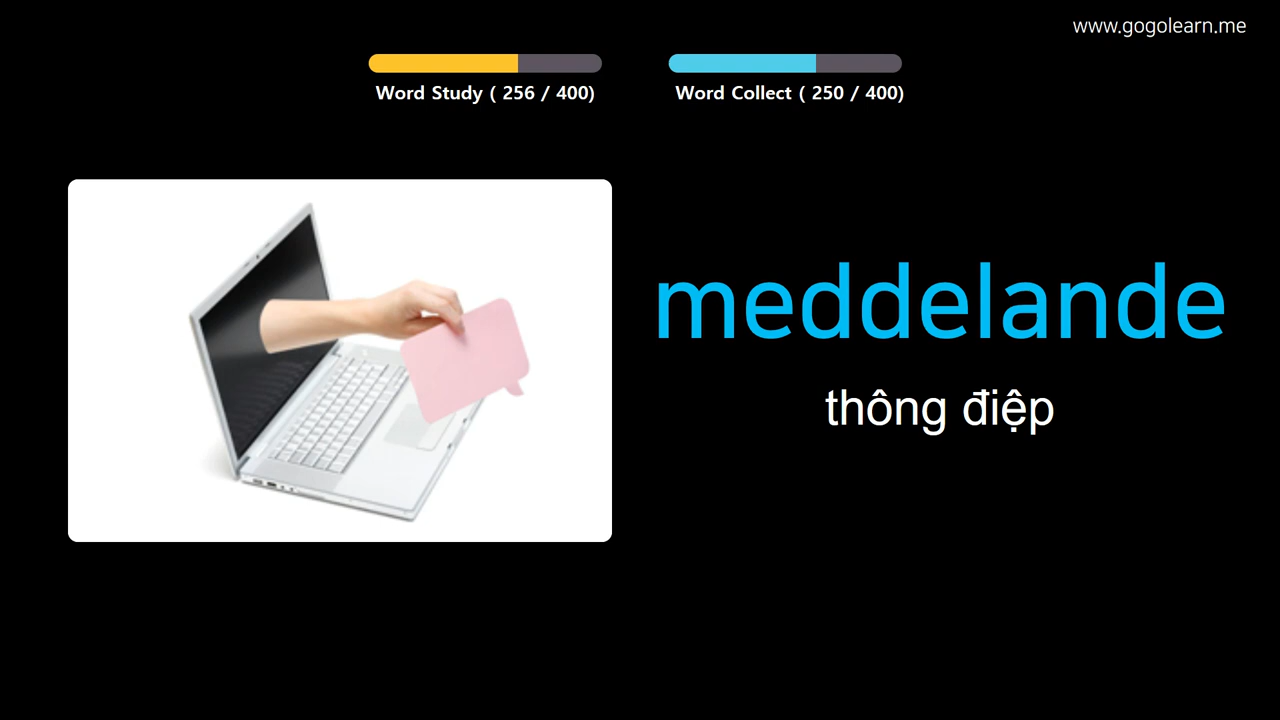 www.gogolearn.me
Word Study ( 256 / 400)
Word Collect ( 250 / 400)
meddelande
thông điệp